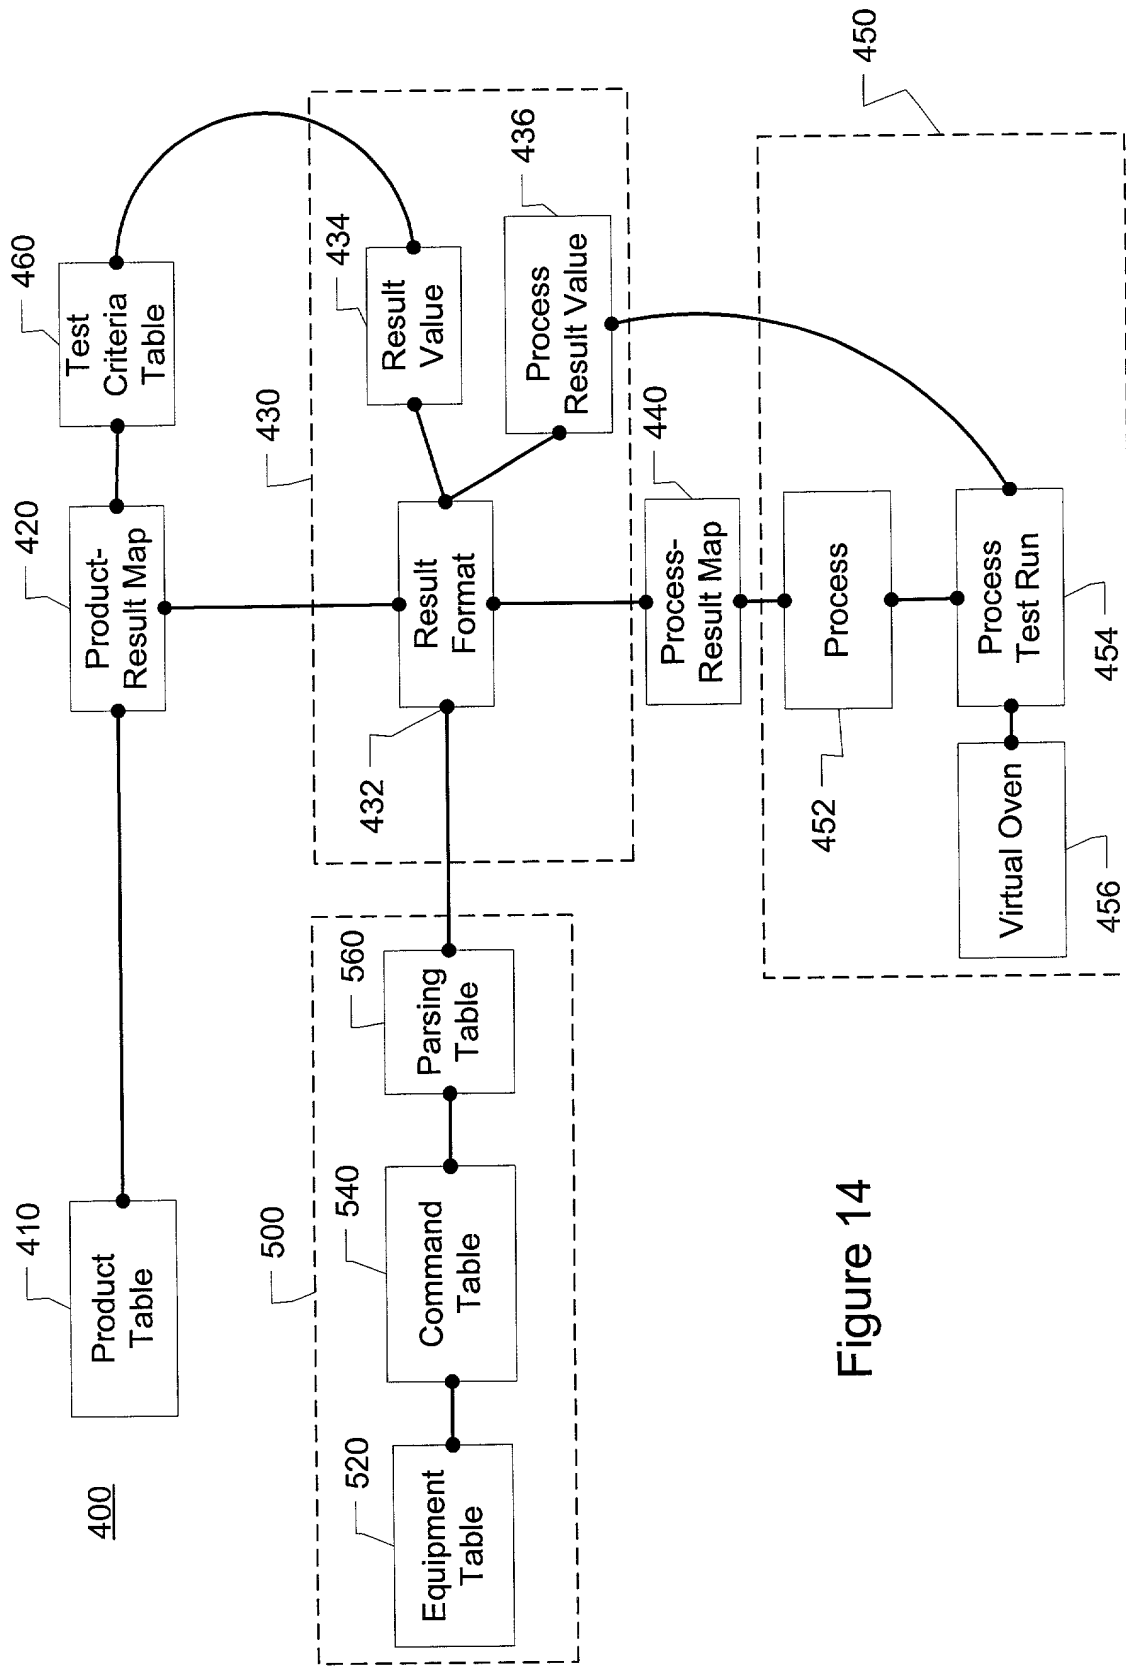 400
410
Product
Table
420
Product-
Result Map
460
Test
Criteria
Table
500
520
Equipment
Table
540
Command
Table
560
Parsing
Table
430
432
Result
Format
434
Result
Value
436
Process
Result Value
440
Process-
Result Map
450
452
Process
454
Process
Test Run
456
Virtual Oven
Figure 14